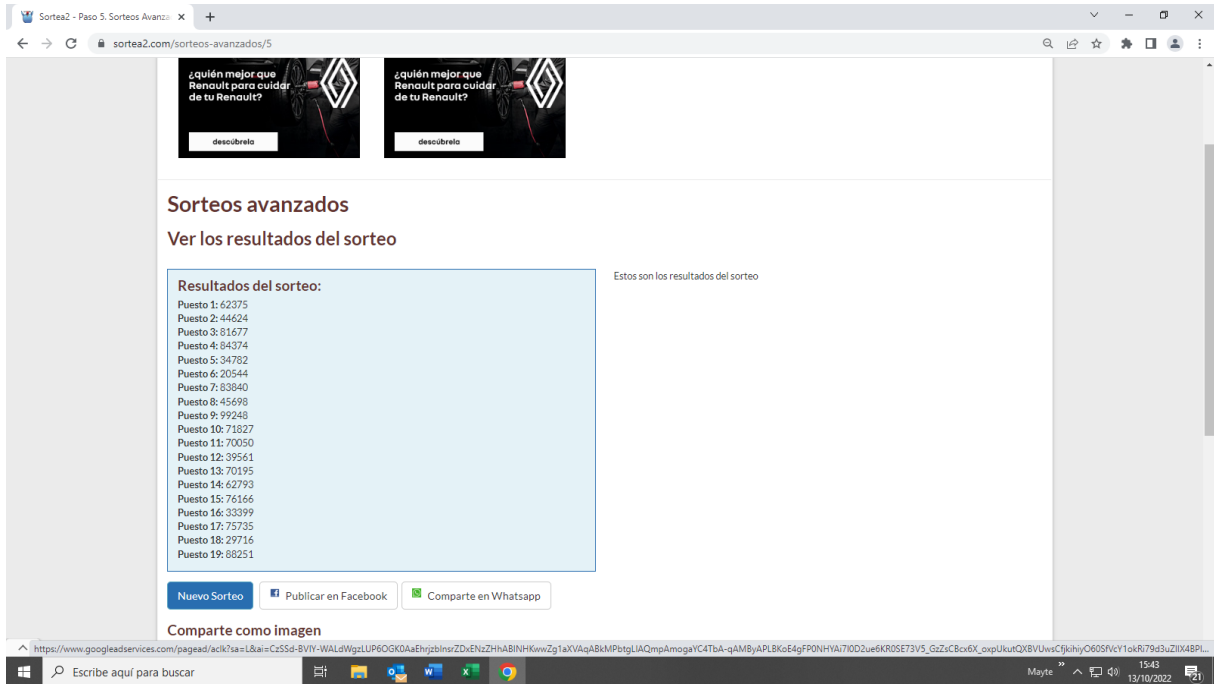 Sortea2 - Paso 5. Sorteos Avanza
sortea2.com/sorteos-avanzados/5
¿quién mejor que
Renault para cuidar
de tu Renault?
descúbrela
¿quién mejor que
Renault para cuidar
de tu Renault?
descúbrela
Sorteos avanzados
Ver los resultados del sorteo
Resultados del sorteo:
Puesto 1: 62375
Puesto 2: 44624
Puesto 3: 81677
Puesto 4: 84374
Puesto 5: 34782
Puesto 6: 20544
Puesto 7: 83840
Puesto 8: 45698
Puesto 9: 99248
Puesto 10: 71827
Puesto 11: 70050
Puesto 12: 39561
Puesto 13: 70195
Puesto 14: 62793
Puesto 15: 76166
Puesto 16: 33399
Puesto 17: 75735
Puesto 18: 29716
Puesto 19: 88251
Estos son los resultados del sorteo
Nuevo Sorteo
Publicar en Facebook
Comparte en Whatsapp
Comparte como imagen
Escribe aquí para buscar
Mayte
15:43
13/10/2022
21